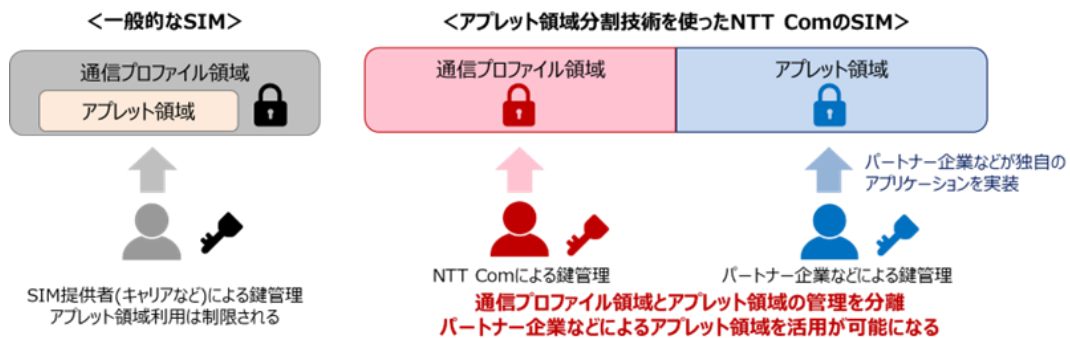 ＜一般的なSIM＞
通信プロファイル領域
アプレット領域
SIM提供者(キャリアなど)による鍵管理
アプレット領域利用は制限される
＜アプレット領域分割技術を使ったNTT ComのSIM＞
通信プロファイル領域
アプレット領域
パートナー企業などが独自の
アプリケーションを実装
NTT Comによる鍵管理
パートナー企業などによる鍵管理
通信プロファイル領域とアプレット領域の管理を分離
パートナー企業などによるアプレット領域を活用が可能になる